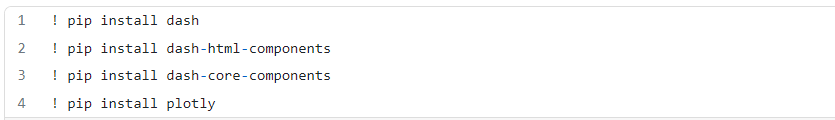 1 ! pip install dash
2 ! pip install dash-html-components
3 ! pip install dash-core-components
4 ! pip install plotly